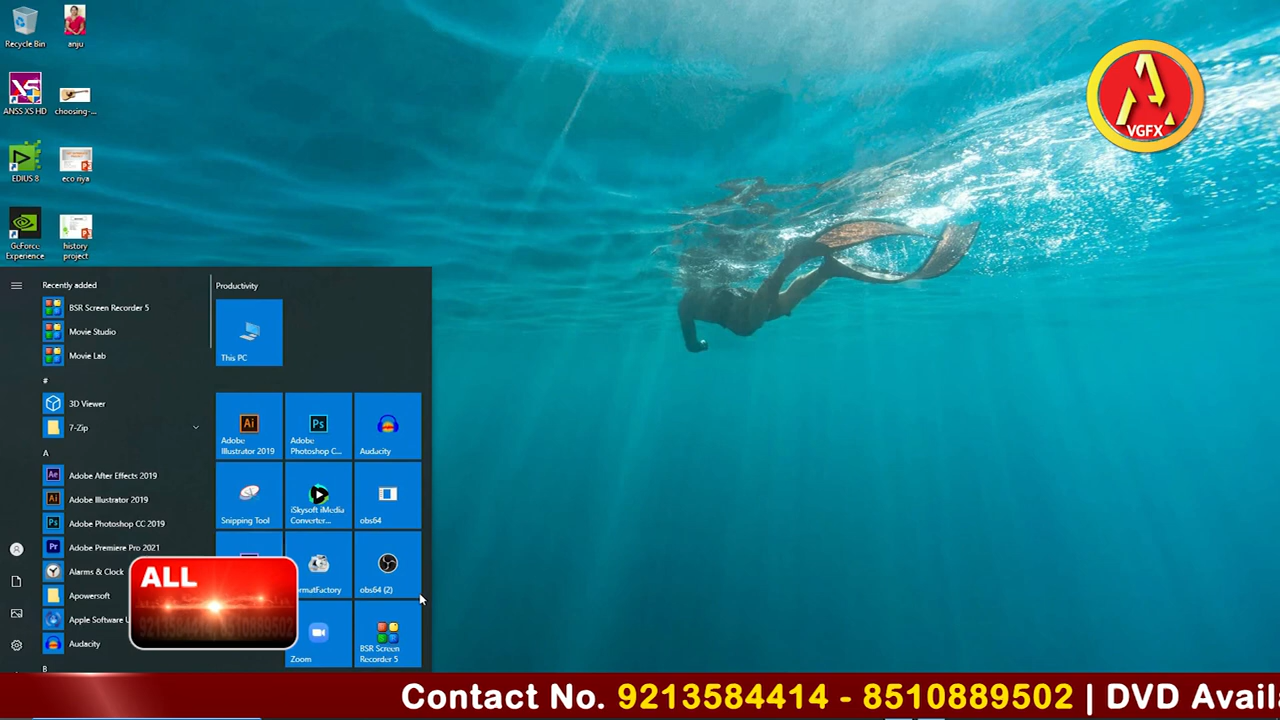 Recycle Bin
anju
ANSS XS HD
choosing-...
EDIUS 8
eco riya
GeForce
Experience
history
project
VGFX
Recently added
BSR Screen Recorder 5
Movie Studio
Movie Lab
#
3D Viewer
7-Zip
A
Adobe After Effects 2019
Adobe Illustrator 2019
Adobe Photoshop CC 2019
Adobe Premiere Pro 2021
Alarms & Clock
Apowersoft
Apple Software U
Audacity
B
Productivity
This PC
Adobe
Illustrator 2019
Adobe
Photoshop C...
Audacity
Snipping Tool
iSkysoft iMedia
Converter...
obs64
rmatFactory
obs64 (2)
Zoom
BSR Screen
Recorder 5
ALL
9213584414 8510889502
Contact No. 9213584414 - 8510889502 | DVD Avail